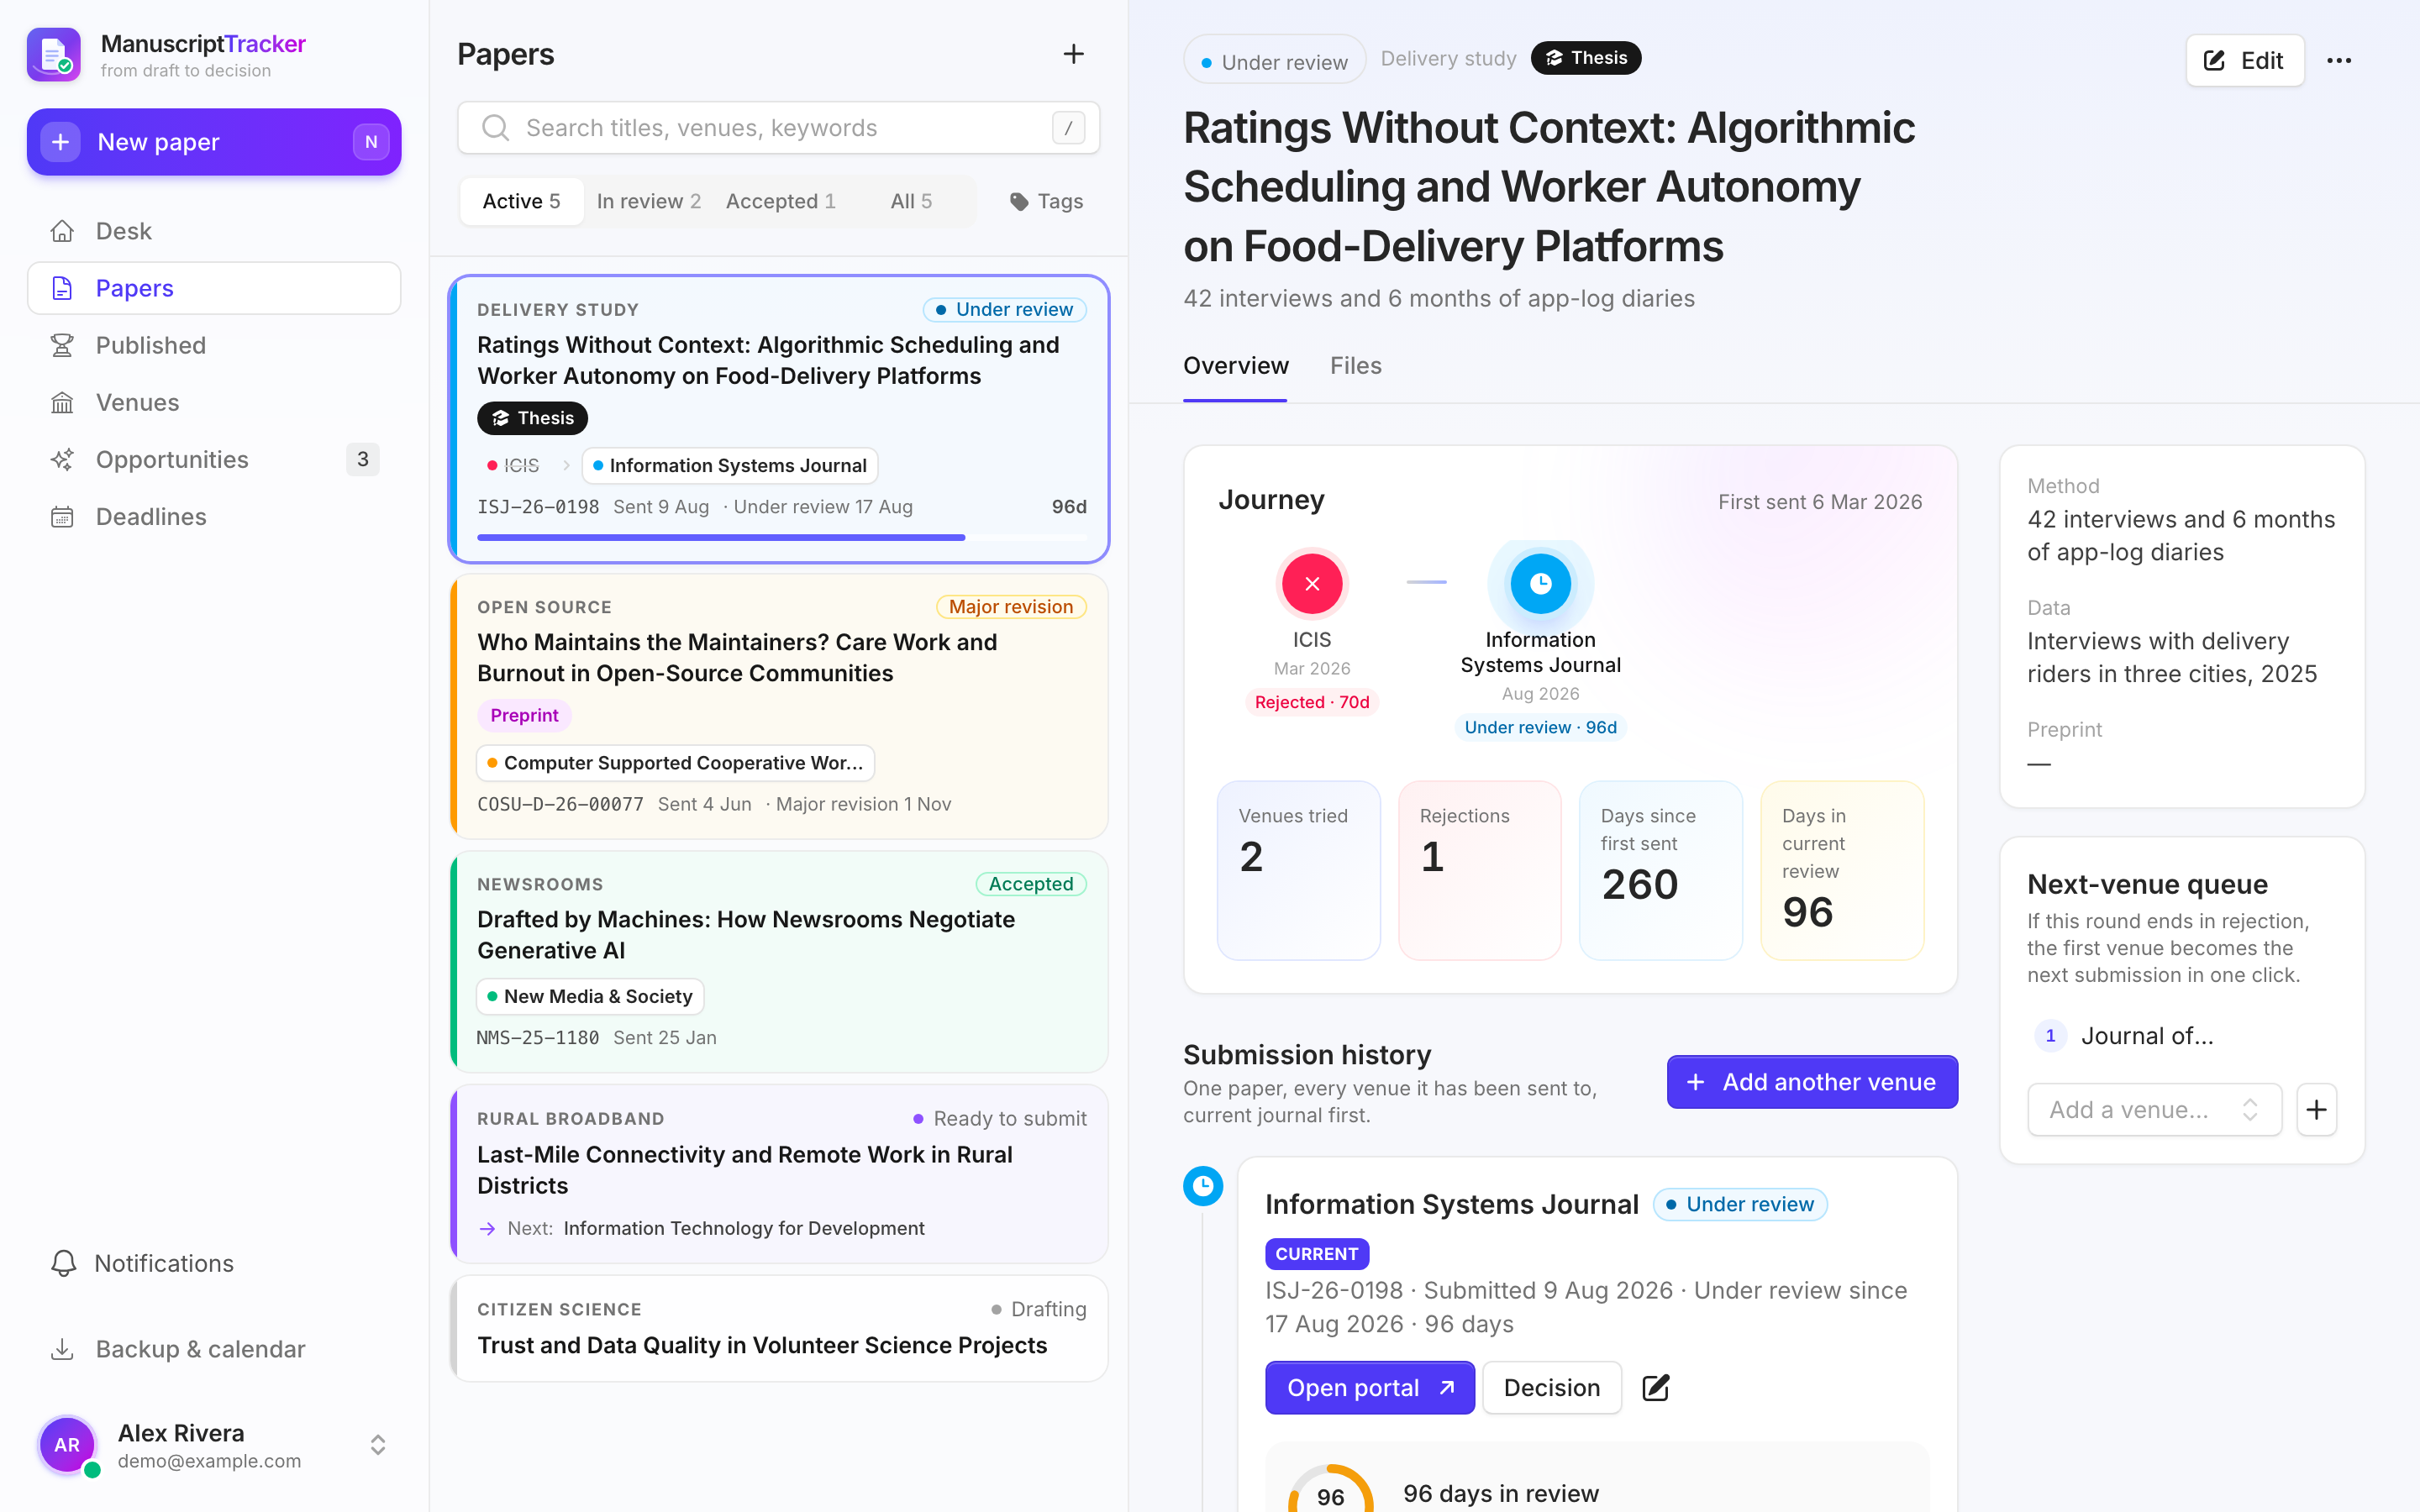 ManuscriptTracker
from draft to decision
New paper N
Desk
Papers
Published
Venues
Opportunities 3
Deadlines
Notifications
Backup & calendar
AR
Alex Rivera
demo@example.com
Papers
Search titles, venues, keywords /
Active 5 In review 2 Accepted 1 All 5 Tags
DELIVERY STUDY Under review
Ratings Without Context: Algorithmic Scheduling and
Worker Autonomy on Food-Delivery Platforms
Thesis
ICIS Information Systems Journal
ISJ-26-0198 Sent 9 Aug · Under review 17 Aug 96d
OPEN SOURCE Major revision
Who Maintains the Maintainers? Care Work and
Burnout in Open-Source Communities
Preprint
Computer Supported Cooperative Wor...
COSU-D-26-00077 Sent 4 Jun · Major revision 1 Nov
NEWSROOMS Accepted
Drafted by Machines: How Newsrooms Negotiate
Generative AI
New Media & Society
NMS-25-1180 Sent 25 Jan
RURAL BROADBAND Ready to submit
Last-Mile Connectivity and Remote Work in Rural
Districts
Next: Information Technology for Development
CITIZEN SCIENCE Drafting
Trust and Data Quality in Volunteer Science Projects
Under review Delivery study Thesis
Edit
Ratings Without Context: Algorithmic
Scheduling and Worker Autonomy
on Food-Delivery Platforms
42 interviews and 6 months of app-log diaries
Overview Files
Journey First sent 6 Mar 2026
ICIS
Mar 2026
Rejected · 70d
Information
Systems Journal
Aug 2026
Under review · 96d
Venues tried
2
Rejections
1
Days since
first sent
260
Days in
current
review
96
Submission history
One paper, every venue it has been sent to,
current journal first.
Add another venue
Information Systems Journal Under review
CURRENT
ISJ-26-0198 · Submitted 9 Aug 2026 · Under review since
17 Aug 2026 · 96 days
Open portal Decision
96 96 days in review
Method
42 interviews and 6 months
of app-log diaries
Data
Interviews with delivery
riders in three cities, 2025
Preprint
—
Next-venue queue
If this round ends in rejection,
the first venue becomes the
next submission in one click.
1 Journal of...
Add a venue...